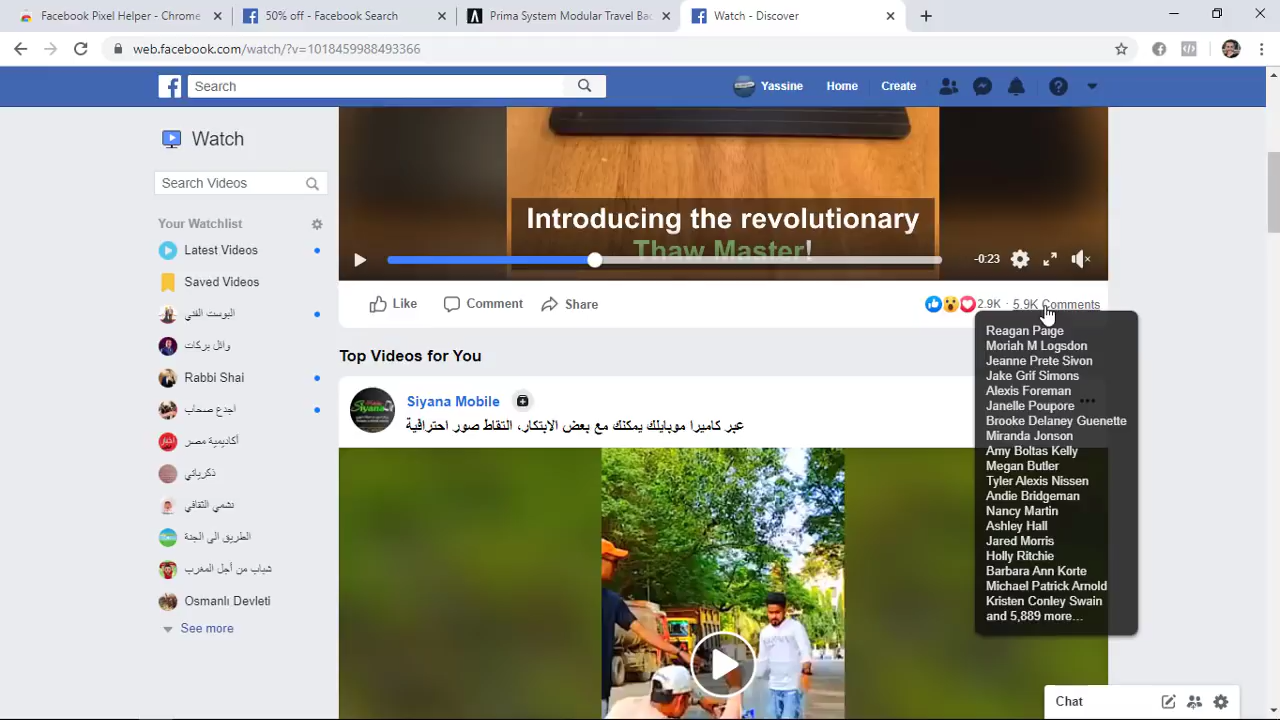 Facebook Pixel Helper - Chrome
50% off - Facebook Search
Prima System Modular Travel Bac
Watch - Discover
web.facebook.com/watch/?v=1018459988493366
Search
Yassine
Home
Create
Watch
Search Videos
Your Watchlist
Latest Videos
Saved Videos
البوست الفني
وائل بركات
Rabbi Shai
اجدع صحاب
أكاديمية مصر
ذكرياتي
نشمي الثقافي
الطريق الى الجنة
شباب من أجل المغرب
Osmanlı Devleti
See more
Introducing the revolutionary
Thaw Master!
-0:23
Like
Comment
Share
2.9K · 5.9K Comments
Reagan Paige
Moriah M Logsdon
Jeanne Prete Sivon
Jake Grif Simons
Alexis Foreman
Janelle Poupore
Brooke Delaney Guenette
Miranda Jonson
Amy Boltas Kelly
Megan Butler
Tyler Alexis Nissen
Andie Bridgeman
Nancy Martin
Ashley Hall
Jared Morris
Holly Ritchie
Barbara Ann Korte
Michael Patrick Arnold
Kristen Conley Swain
and 5,889 more...
Top Videos for You
Siyana Mobile
عبر كاميرا موبايلك يمكنك مع بعض الابتكار، التقاط صور احترافية
Chat